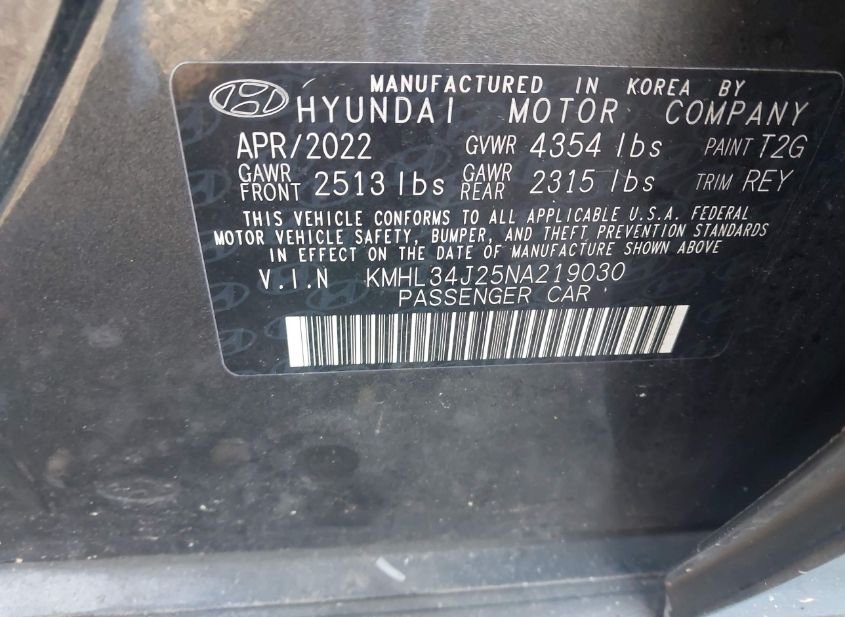 MANUFACTURED IN KOREA BY
HYUNDAI MOTOR COMPANY
APR/2022 GVWR 4354 lbs PAINT T2G
GAWR FRONT 2513 lbs GAWR REAR 2315 lbs TRIM REY
THIS VEHICLE CONFORMS TO ALL APPLICABLE U.S.A. FEDERAL
MOTOR VEHICLE SAFETY, BUMPER, AND THEFT PREVENTION STANDARDS
IN EFFECT ON THE DATE OF MANUFACTURE SHOWN ABOVE
V.I.N KMHL34J25NA219030
PASSENGER CAR